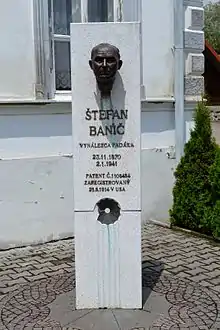 ŠTEFAN
BANIČ
VYNÁLEZCA PADÁKA
23.11.1870
2.1.1941
PATENT Č.1108484
ZAREGISTROVANÝ
25.8.1914 V USA